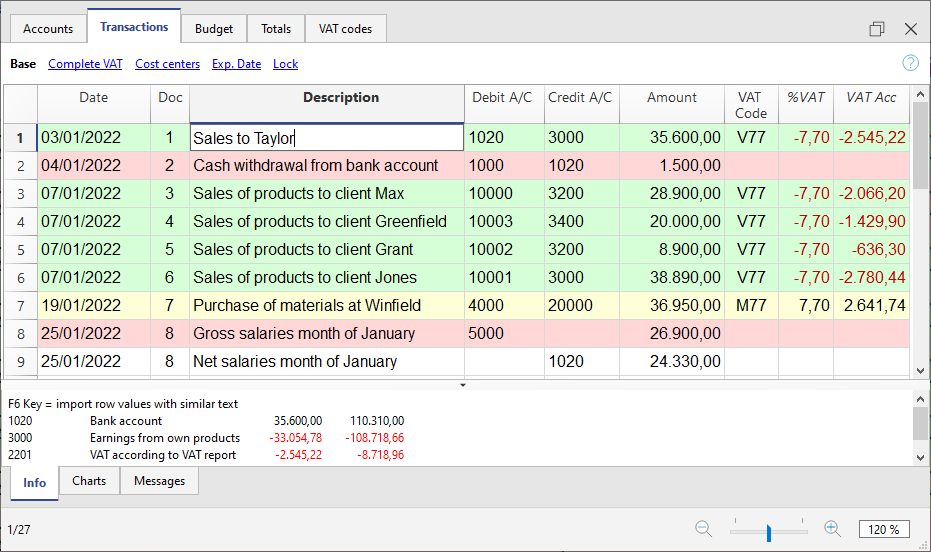 Accounts Transactions Budget Totals VAT codes
Base Complete VAT Cost centers Exp. Date Lock ?
Date Doc Description Debit A/C Credit A/C Amount VAT Code %VAT VAT Acc
1 03/01/2022 1 Sales to Taylor 1020 3000 35.600,00 V77 -7,70 -2.545,22
2 04/01/2022 2 Cash withdrawal from bank account 1000 1020 1.500,00
3 07/01/2022 3 Sales of products to client Max 10000 3200 28.900,00 V77 -7,70 -2.066,20
4 07/01/2022 4 Sales of products to client Greenfield 10003 3400 20.000,00 V77 -7,70 -1.429,90
5 07/01/2022 5 Sales of products to client Grant 10002 3200 8.900,00 V77 -7,70 -636,30
6 07/01/2022 6 Sales of products to client Jones 10001 3000 38.890,00 V77 -7,70 -2.780,44
7 19/01/2022 7 Purchase of materials at Winfield 4000 20000 36.950,00 M77 7,70 2.641,74
8 25/01/2022 8 Gross salaries month of January 5000 26.900,00
9 25/01/2022 8 Net salaries month of January 1020 24.330,00
F6 Key = import row values with similar text
1020 Bank account 35.600,00 110.310,00
3000 Earnings from own products -33.054,78 -108.718,66
2201 VAT according to VAT report -2.545,22 -8.718,96
Info Charts Messages
1/27 120 %